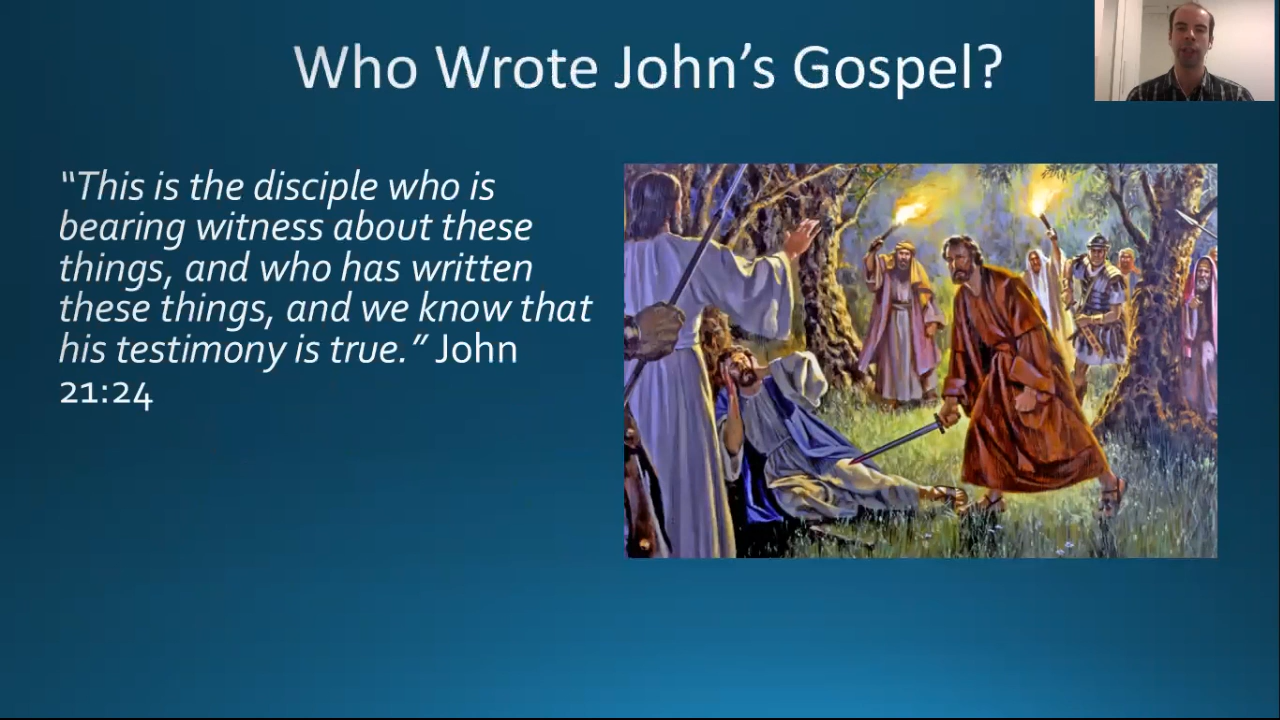 Who Wrote John’s Gospel?
“This is the disciple who is
bearing witness about these
things, and who has written
these things, and we know that
his testimony is true.” John
21:24